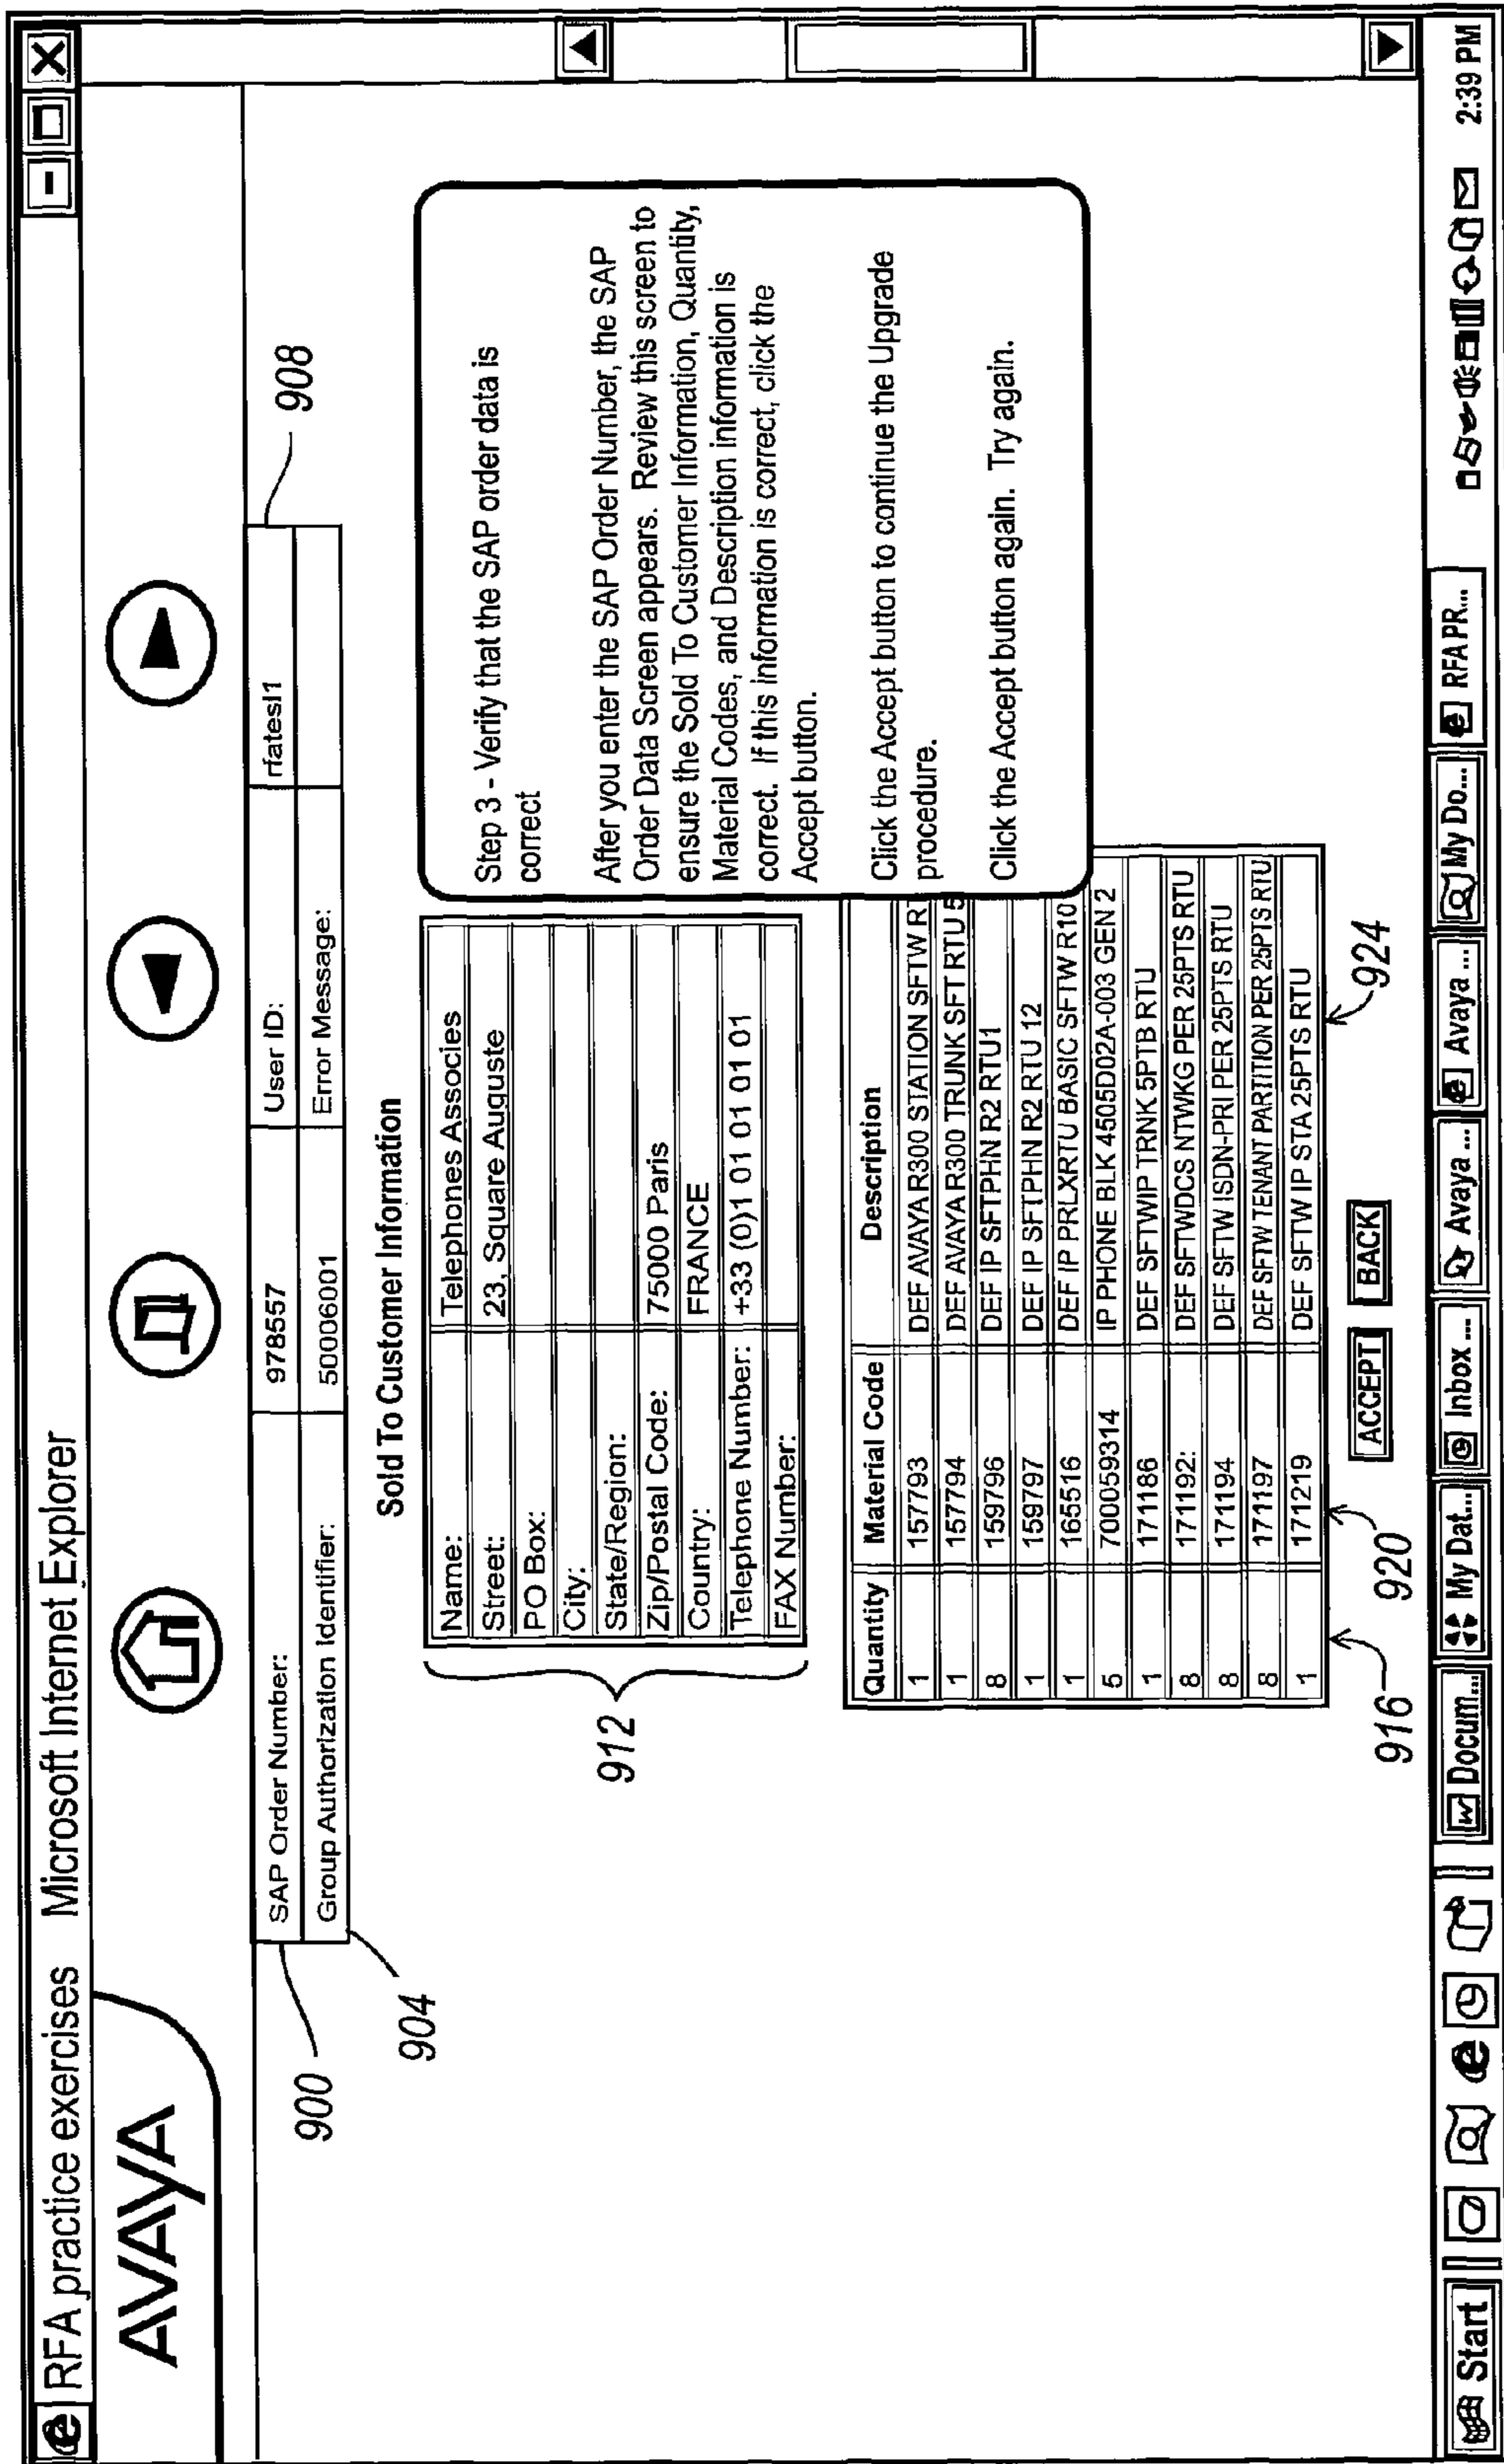 RFA practice exercises Microsoft Internet Explorer
AVAYA
SAP Order Number: 978557 User ID: rfatesl1
Group Authorization Identifier: 50006001 Error Message:
900
904
908
Sold To Customer Information
Name: Telephones Associes
Street: 23, Square Auguste
PO Box:
City:
State/Region:
Zip/Postal Code: 75000 Paris
Country: FRANCE
Telephone Number: +33 (0)1 01 01 01 01
FAX Number:
912
Step 3 - Verify that the SAP order data is
correct
After you enter the SAP Order Number, the SAP
Order Data Screen appears. Review this screen to
ensure the Sold To Customer Information, Quantity,
Material Codes, and Description information is
correct. If this information is correct, click the
Accept button.
Click the Accept button to continue the Upgrade
procedure.
Click the Accept button again. Try again.
Quantity Material Code Description
1 157793 DEF AVAYA R300 STATION SFTW R
1 157794 DEF AVAYA R300 TRUNK SFT RTU 5
8 159796 DEF IP SFTPHN R2 RTU1
1 159797 DEF IP SFTPHN R2 RTU 12
1 165516 DEF IP PRLXRTU BASIC SFTW R10
5 700059314 IP PHONE BLK 4505D02A-003 GEN 2
1 171186 DEF SFTWIP TRNK 5PTB RTU
8 171192: DEF SFTWDCS NTWKG PER 25PTS RTU
8 171194 DEF SFTW ISDN-PRI PER 25PTS RTU
8 171197 DEF SFTW TENANT PARTITION PER 25PTS RTU
1 171219 DEF SFTW IP STA 25PTS RTU
916
920
924
ACCEPT BACK
Start Docum... My Dat... Inbox ... Avaya ... Avaya ... My Do... RFA PR... 2:39 PM